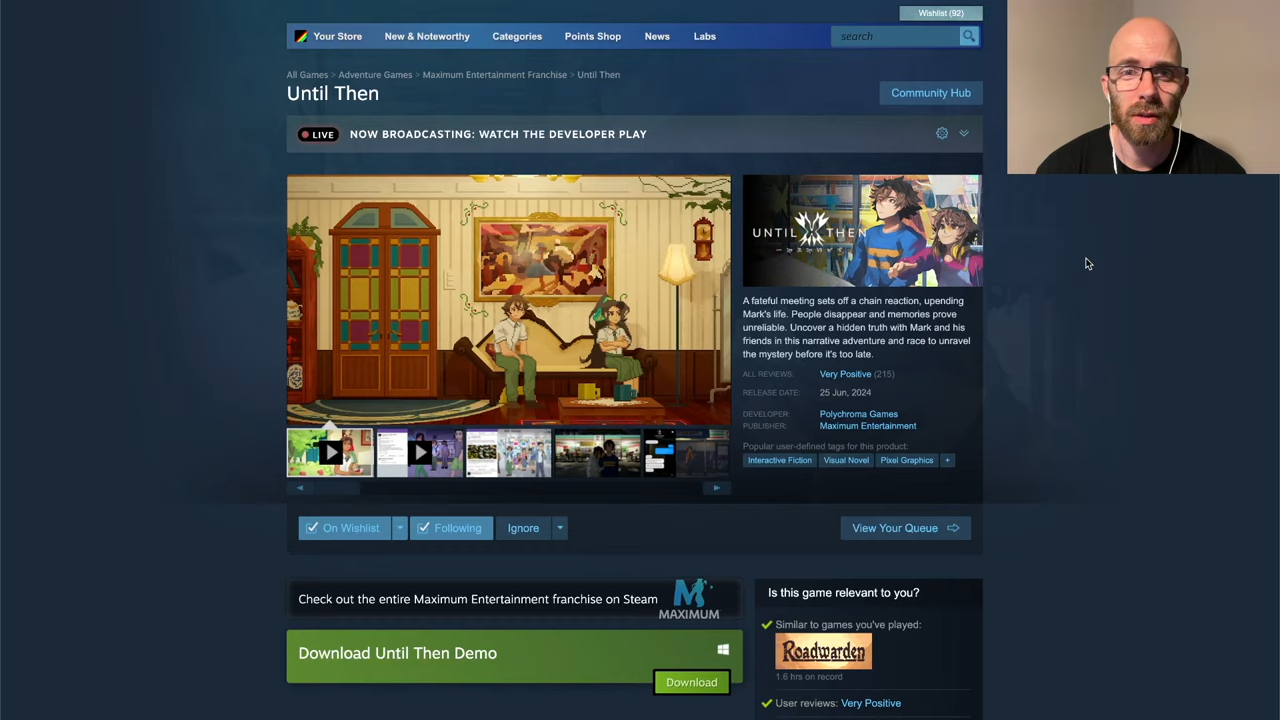 Wishlist (92)
Your Store
New & Noteworthy
Categories
Points Shop
News
Labs
search
All Games > Adventure Games > Maximum Entertainment Franchise > Until Then
Until Then
Community Hub
LIVE
NOW BROADCASTING: WATCH THE DEVELOPER PLAY
UNTIL THEN
A fateful meeting sets off a chain reaction, upending
Mark's life. People disappear and memories prove
unreliable. Uncover a hidden truth with Mark and his
friends in this narrative adventure and race to unravel
the mystery before it's too late.
ALL REVIEWS: Very Positive (215)
RELEASE DATE: 25 Jun, 2024
DEVELOPER: Polychroma Games
PUBLISHER: Maximum Entertainment
Popular user-defined tags for this product:
Interactive Fiction
Visual Novel
Pixel Graphics
+
On Wishlist
Following
Ignore
View Your Queue
Check out the entire Maximum Entertainment franchise on Steam
MAXIMUM
Download Until Then Demo
Download
Is this game relevant to you?
Similar to games you've played:
Roadwarden
1.6 hrs on record
User reviews: Very Positive